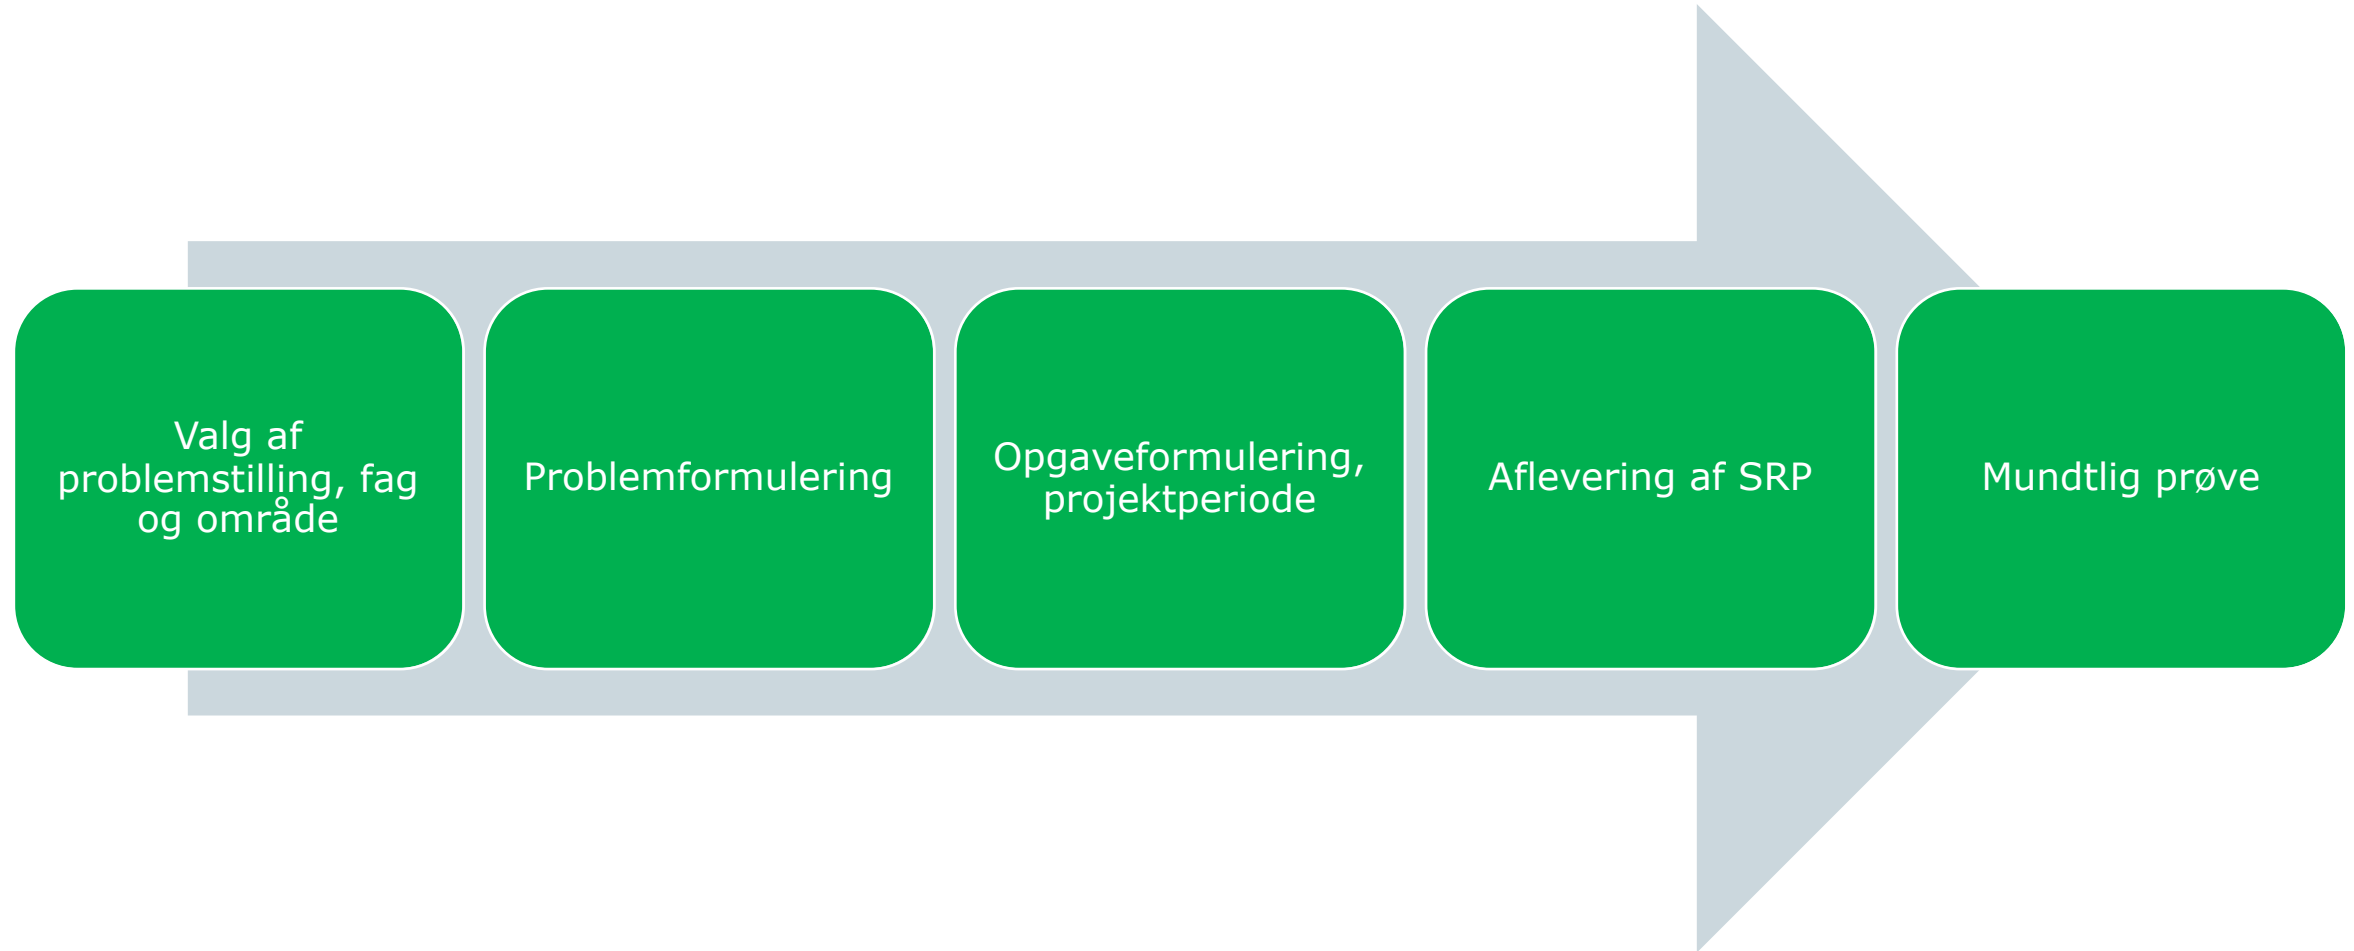 Valg af
problemstilling, fag
og område
Problemformulering
Opgaveformulering,
projektperiode
Aflevering af SRP
Mundtlig prøve